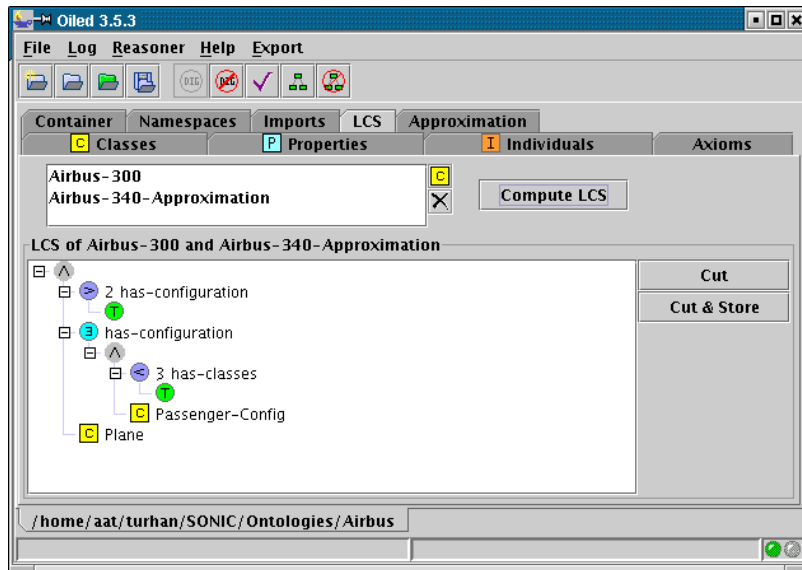 Oiled 3.5.3
File Log Reasoner Help Export
DIG DIG
Container Namespaces Imports LCS Approximation
C Classes P Properties I Individuals Axioms
Airbus-300 C
Airbus-340-Approximation
Compute LCS
LCS of Airbus-300 and Airbus-340-Approximation
Cut
Cut & Store
∧
> 2 has-configuration
T
∃ has-configuration
∧
< 3 has-classes
T
C Passenger-Config
C Plane
/home/aat/turhan/SONIC/Ontologies/Airbus